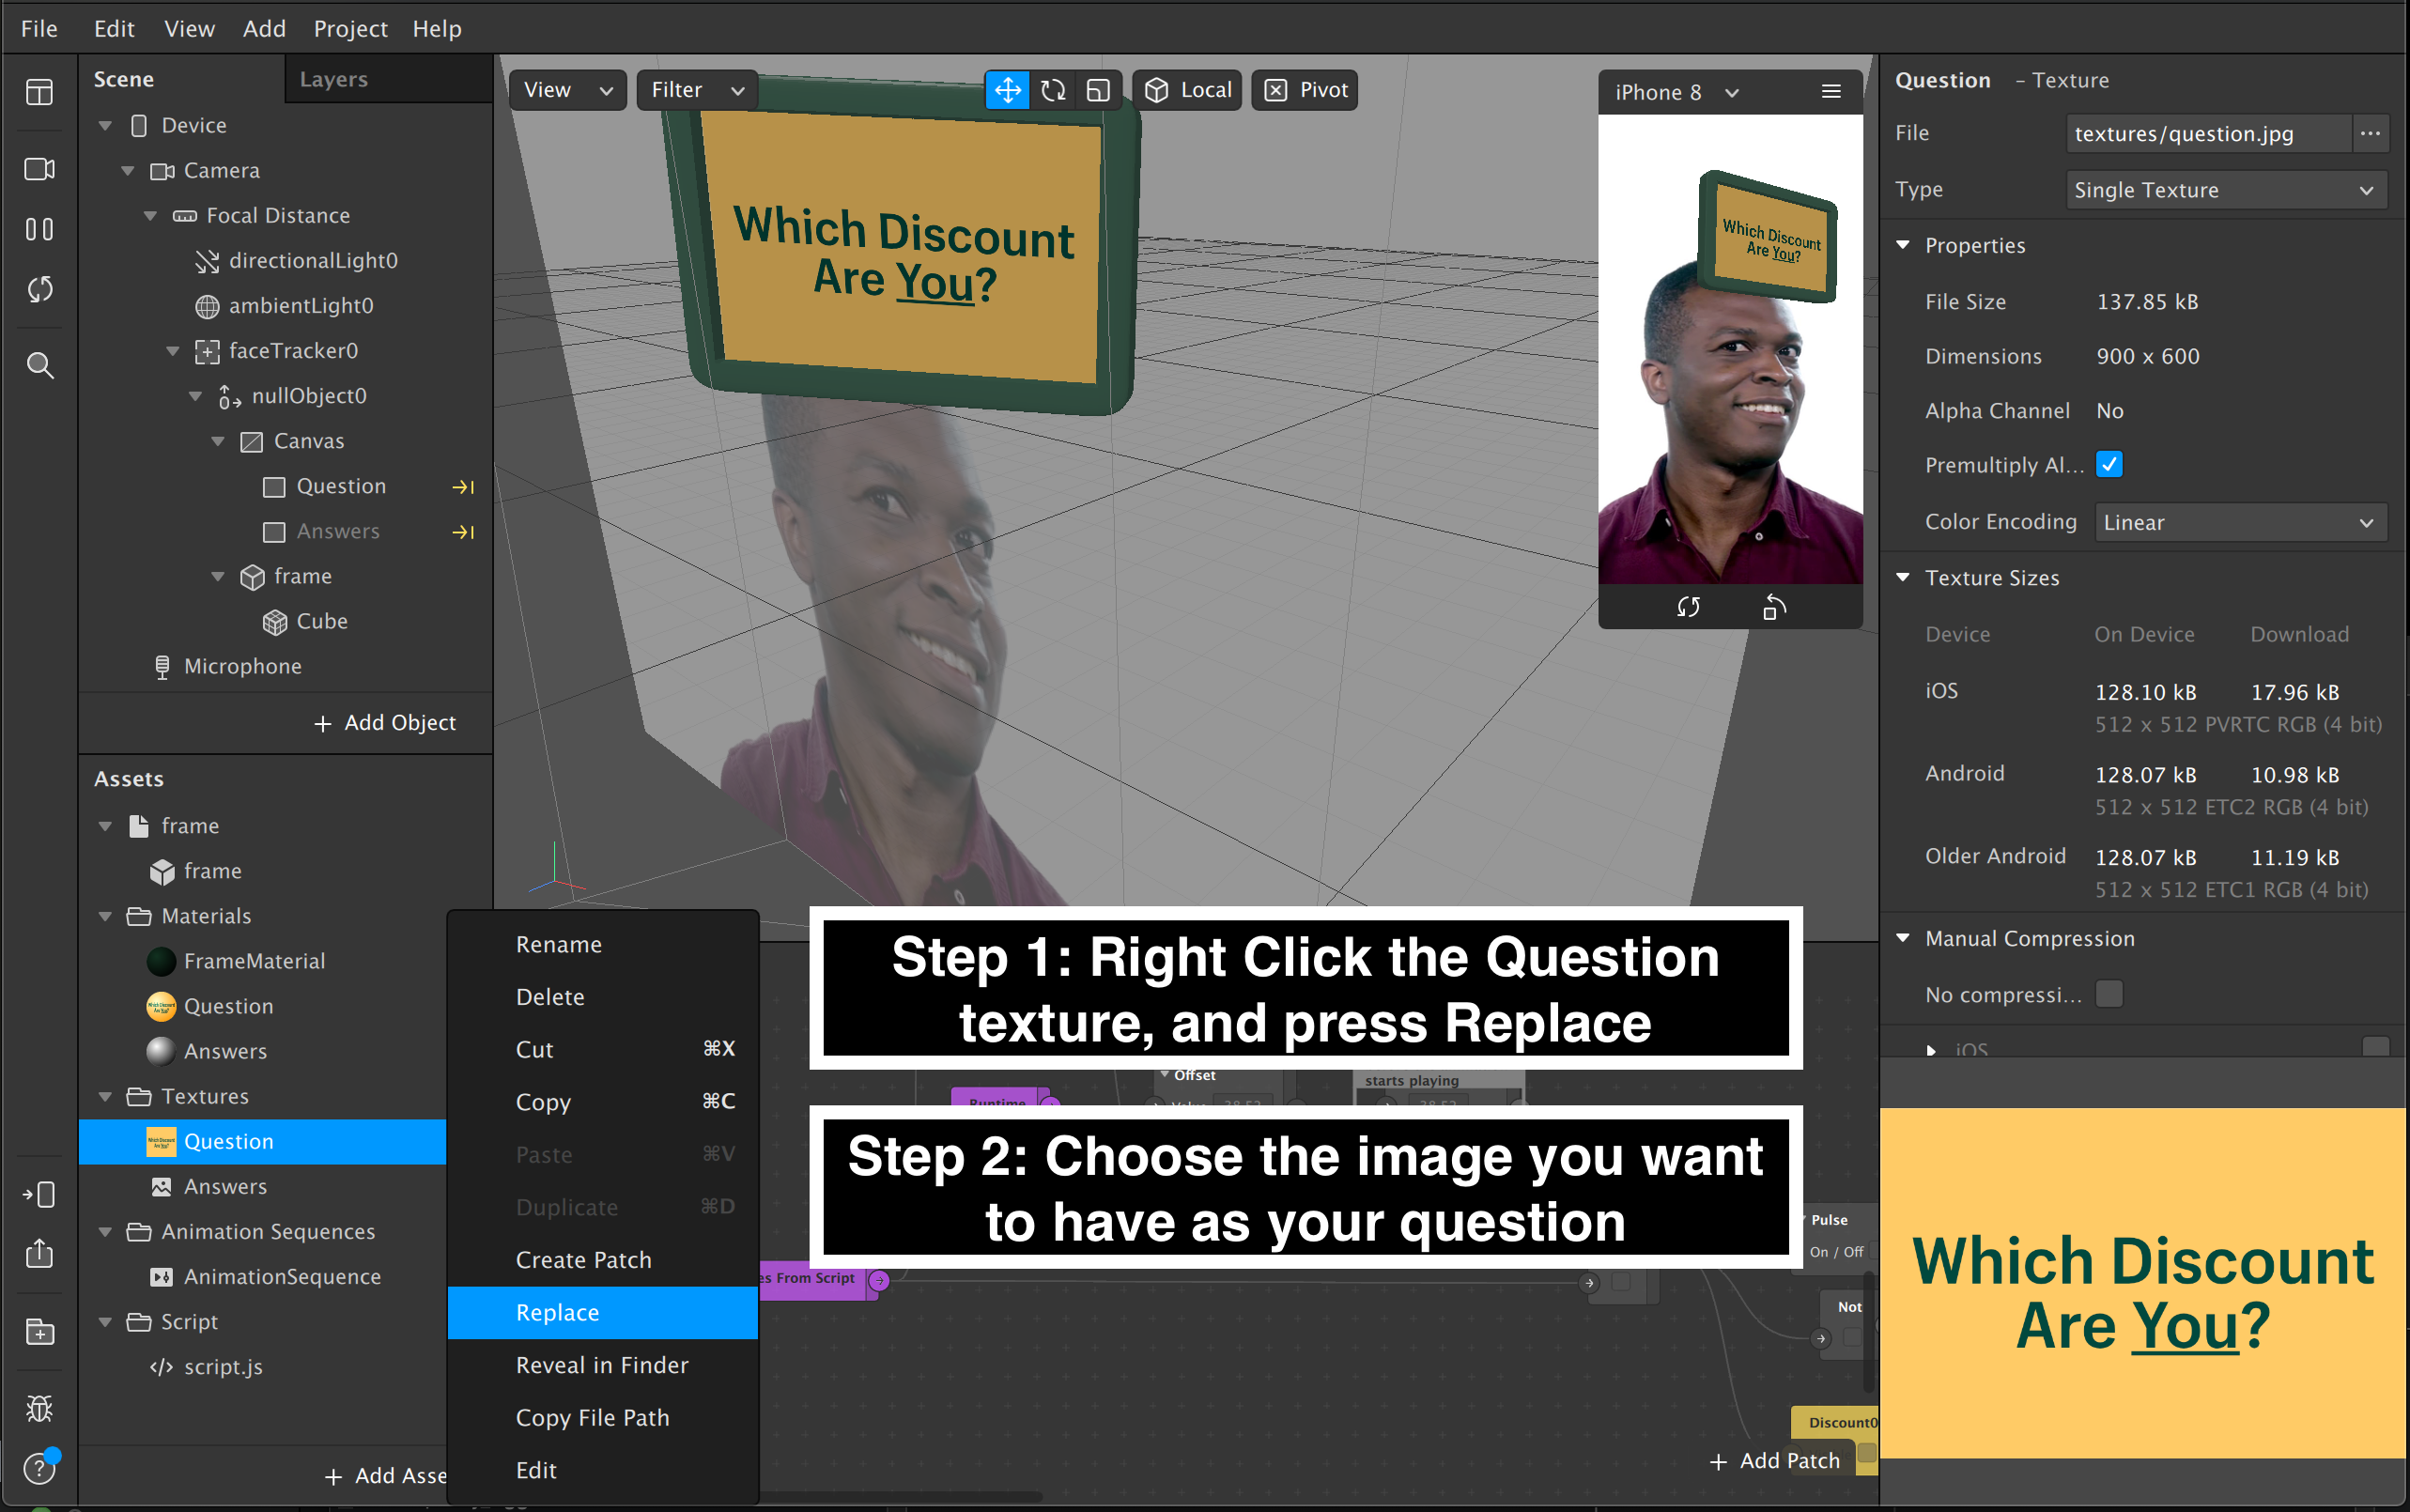 File Edit View Add Project Help
Scene Layers
Device
Camera
Focal Distance
directionalLight0
ambientLight0
faceTracker0
nullObject0
Canvas
Question
Answers
frame
Cube
Microphone
+ Add Object
Assets
frame
frame
Materials
FrameMaterial
Question
Answers
Textures
Question
Answers
Animation Sequences
AnimationSequence
Script
script.js
+ Add Asse
Rename
Delete
Cut ⌘X
Copy ⌘C
Paste ⌘V
Duplicate ⌘D
Create Patch
Replace
Reveal in Finder
Copy File Path
Edit
View Filter Local Pivot
Which Discount
Are You?
iPhone 8
Which Discount
Are You?
Step 1: Right Click the Question
texture, and press Replace
Offset starts playing
Runtime
Step 2: Choose the image you want
to have as your question
es From Script
Pulse
On / Off
Not
Discount0
+ Add Patch
Question – Texture
File textures/question.jpg ...
Type Single Texture
Properties
File Size 137.85 kB
Dimensions 900 x 600
Alpha Channel No
Premultiply Al...
Color Encoding Linear
Texture Sizes
Device On Device Download
iOS 128.10 kB 17.96 kB
512 x 512 PVRTC RGB (4 bit)
Android 128.07 kB 10.98 kB
512 x 512 ETC2 RGB (4 bit)
Older Android 128.07 kB 11.19 kB
512 x 512 ETC1 RGB (4 bit)
Manual Compression
No compressi...
iOS
Which Discount
Are You?